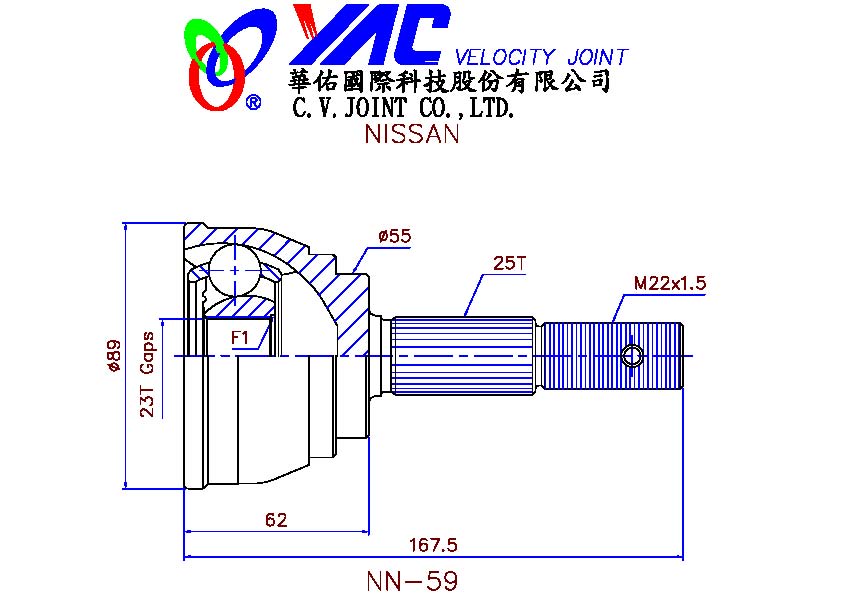 YAC VELOCITY JOINT
®
華佑國際科技股份有限公司
C.V.JOINT CO.,LTD.
NISSAN
ø55
25T
M22x1.5
F1
ø89
23T Gaps
62
167.5
NN-59